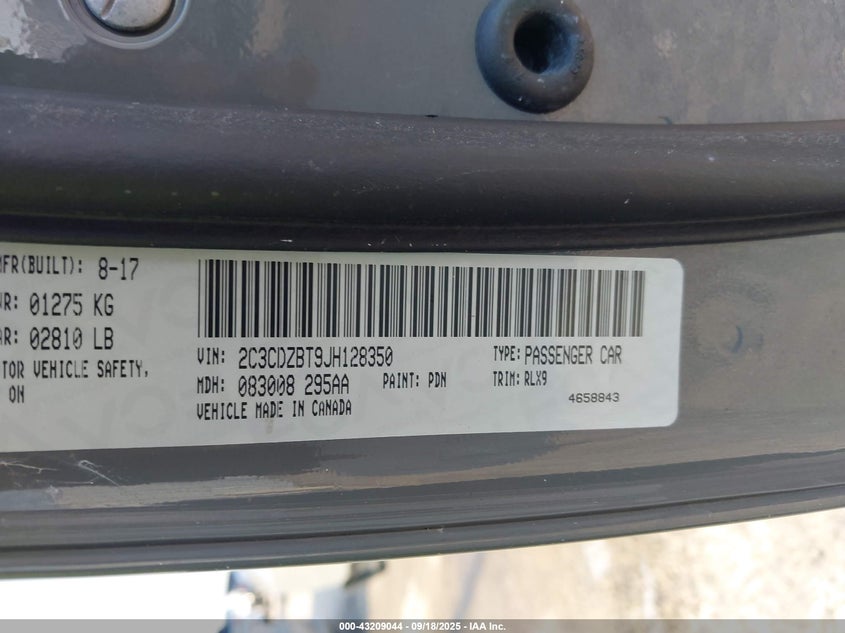 MFR(BUILT): 8-17
01275 KG
02810 LB
VEHICLE SAFETY,
ON
VIN: 2C3CDZBT9JH128350
TYPE: PASSENGER CAR
MDH: 083008 295AA
PAINT: PDN
TRIM: RLX9
VEHICLE MADE IN CANADA
4658843
000-43209044 - 09/18/2025 - IAA Inc.